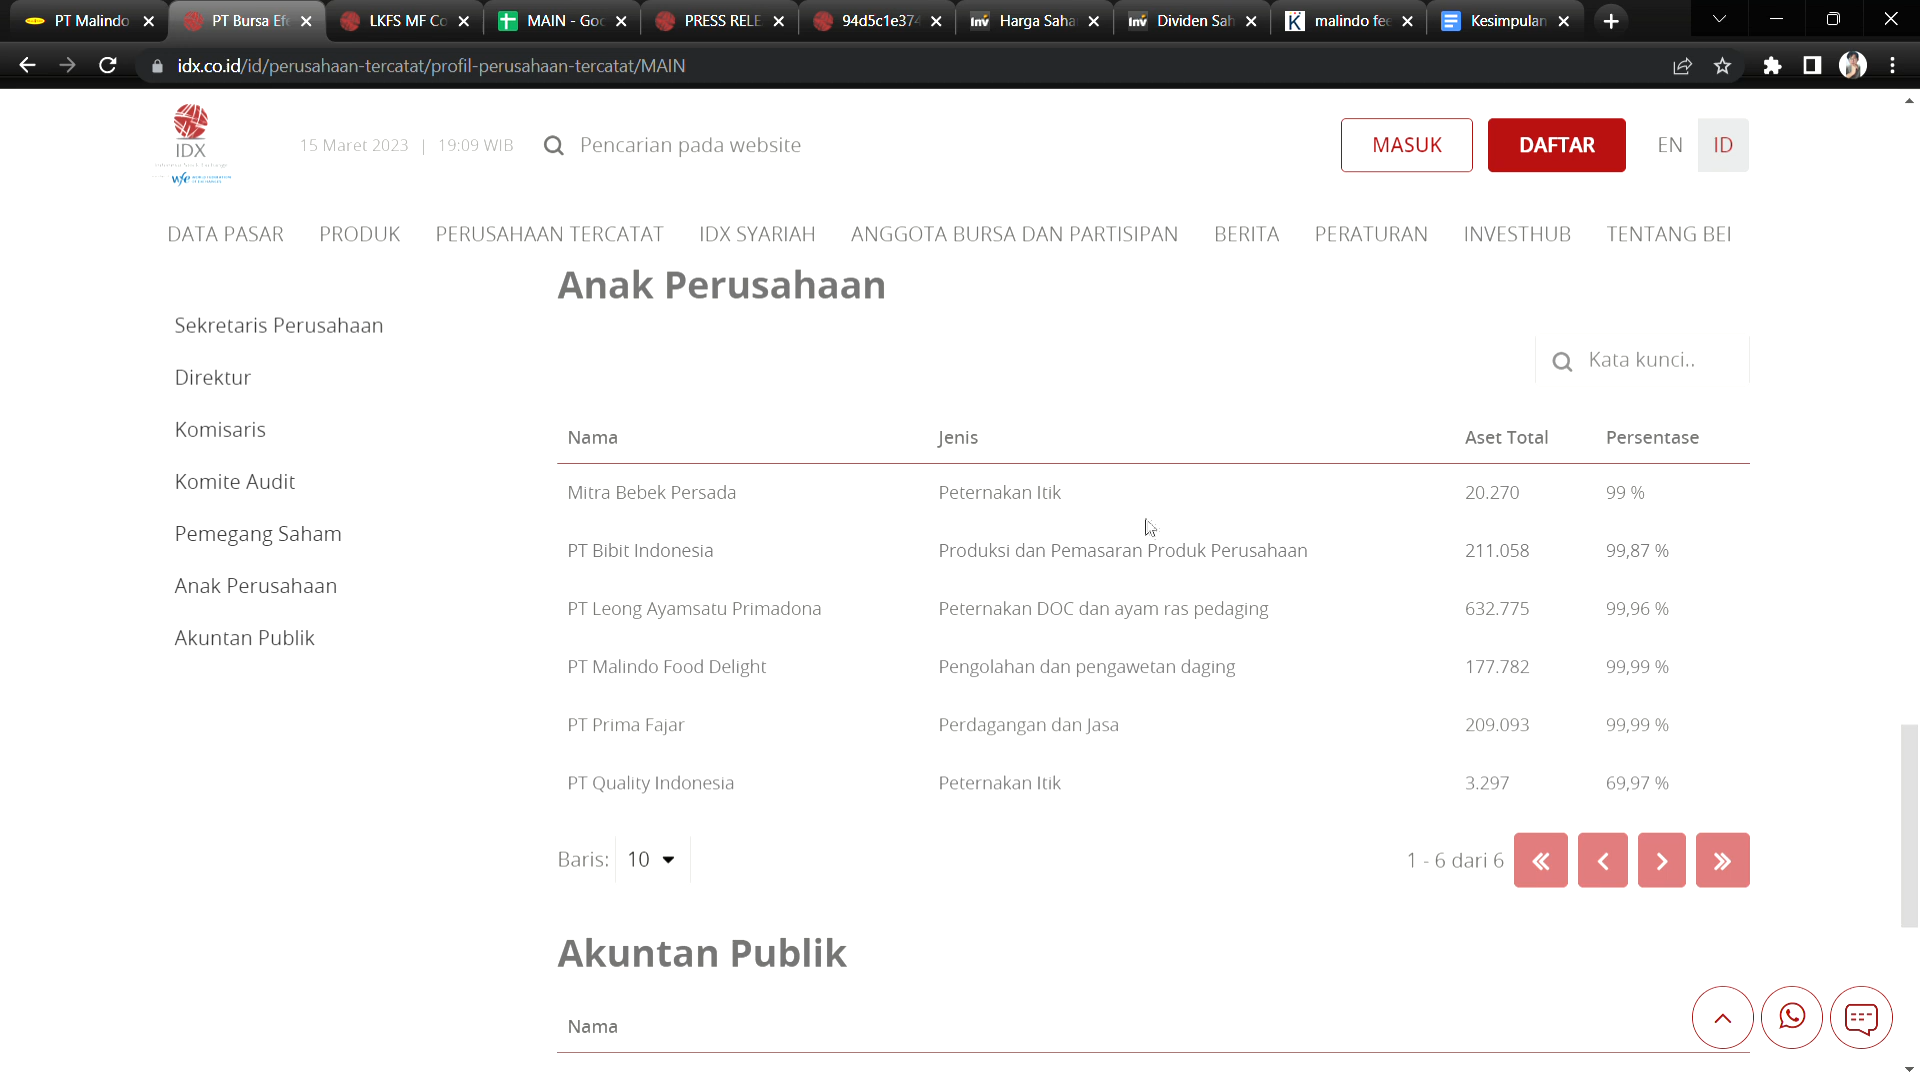 PT Malindo
PT Bursa Efe
LKFS MF Co
MAIN - Goo
PRESS RELE
94d5c1e374
Harga Saha
Dividen Sah
malindo fee
Kesimpulan
idx.co.id/id/perusahaan-tercatat/profil-perusahaan-tercatat/MAIN
IDX
wfe
15 Maret 2023 | 19:09 WIB
Pencarian pada website
MASUK
DAFTAR
EN
ID
DATA PASAR
PRODUK
PERUSAHAAN TERCATAT
IDX SYARIAH
ANGGOTA BURSA DAN PARTISIPAN
BERITA
PERATURAN
INVESTHUB
TENTANG BEI
Sekretaris Perusahaan
Direktur
Komisaris
Komite Audit
Pemegang Saham
Anak Perusahaan
Akuntan Publik
Anak Perusahaan
Kata kunci..
Nama Jenis Aset Total Persentase
Mitra Bebek Persada Peternakan Itik 20.270 99 %
PT Bibit Indonesia Produksi dan Pemasaran Produk Perusahaan 211.058 99,87 %
PT Leong Ayamsatu Primadona Peternakan DOC dan ayam ras pedaging 632.775 99,96 %
PT Malindo Food Delight Pengolahan dan pengawetan daging 177.782 99,99 %
PT Prima Fajar Perdagangan dan Jasa 209.093 99,99 %
PT Quality Indonesia Peternakan Itik 3.297 69,97 %
Baris: 10
1 - 6 dari 6
Akuntan Publik
Nama